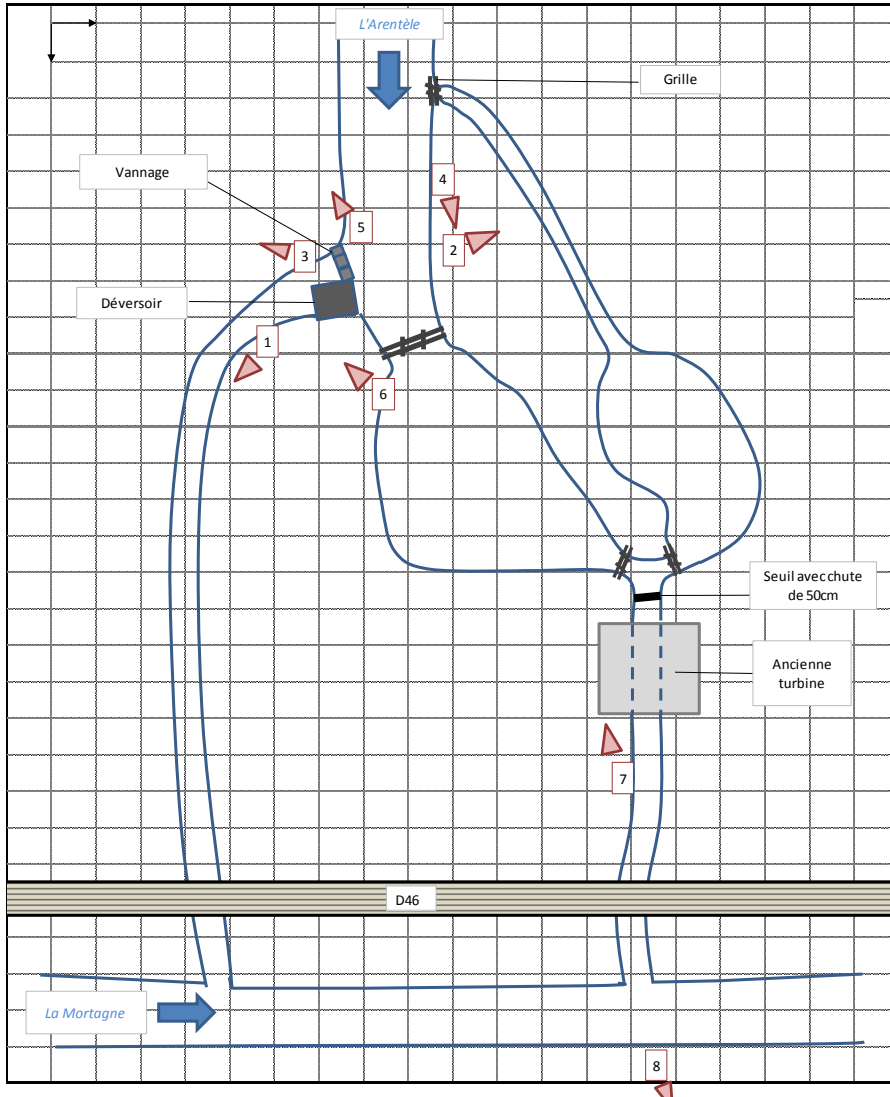 L'Arentèle
Grille
Vannage
4
5
2
3
Déversoir
1
6
Seuil avec chute
de 50cm
Ancienne
turbine
7
D46
La Mortagne
8